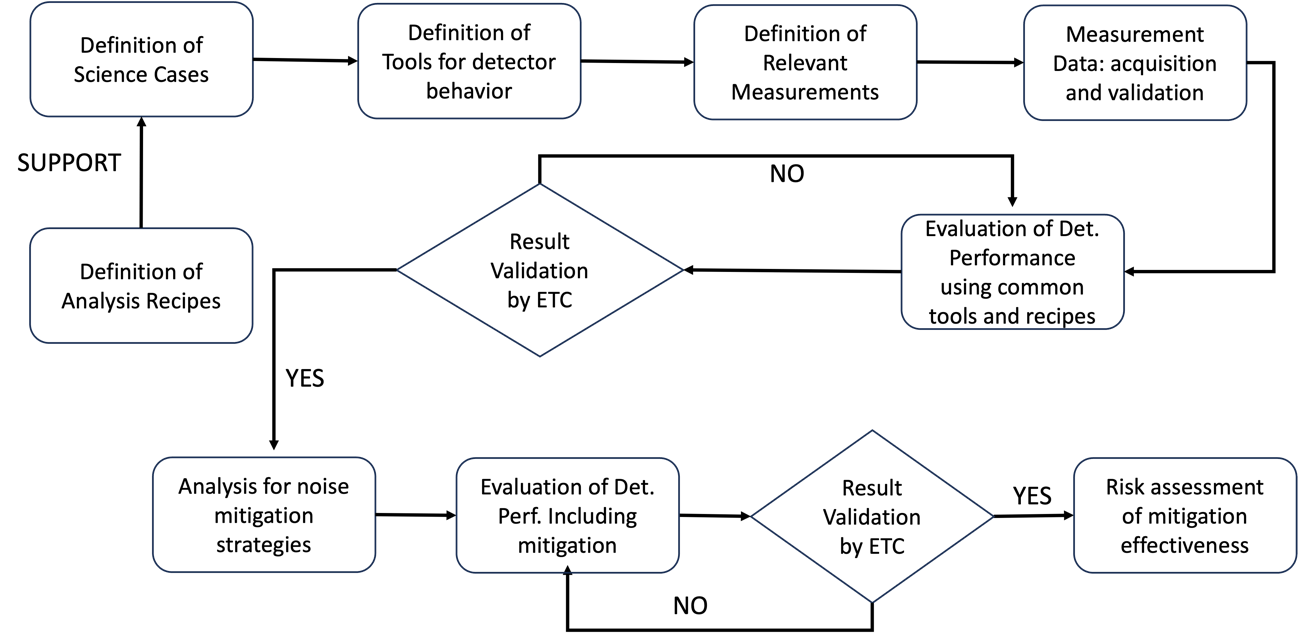 Definition of
Science Cases
Definition of
Tools for detector
behavior
Definition of
Relevant
Measurements
Measurement
Data: acquisition
and validation
SUPPORT
NO
Definition of
Analysis Recipes
Result
Validation
by ETC
Evaluation of Det.
Performance
using common
tools and recipes
YES
Analysis for noise
mitigation
strategies
Evaluation of Det.
Perf. Including
mitigation
Result
Validation
by ETC
YES
Risk assessment
of mitigation
effectiveness
NO